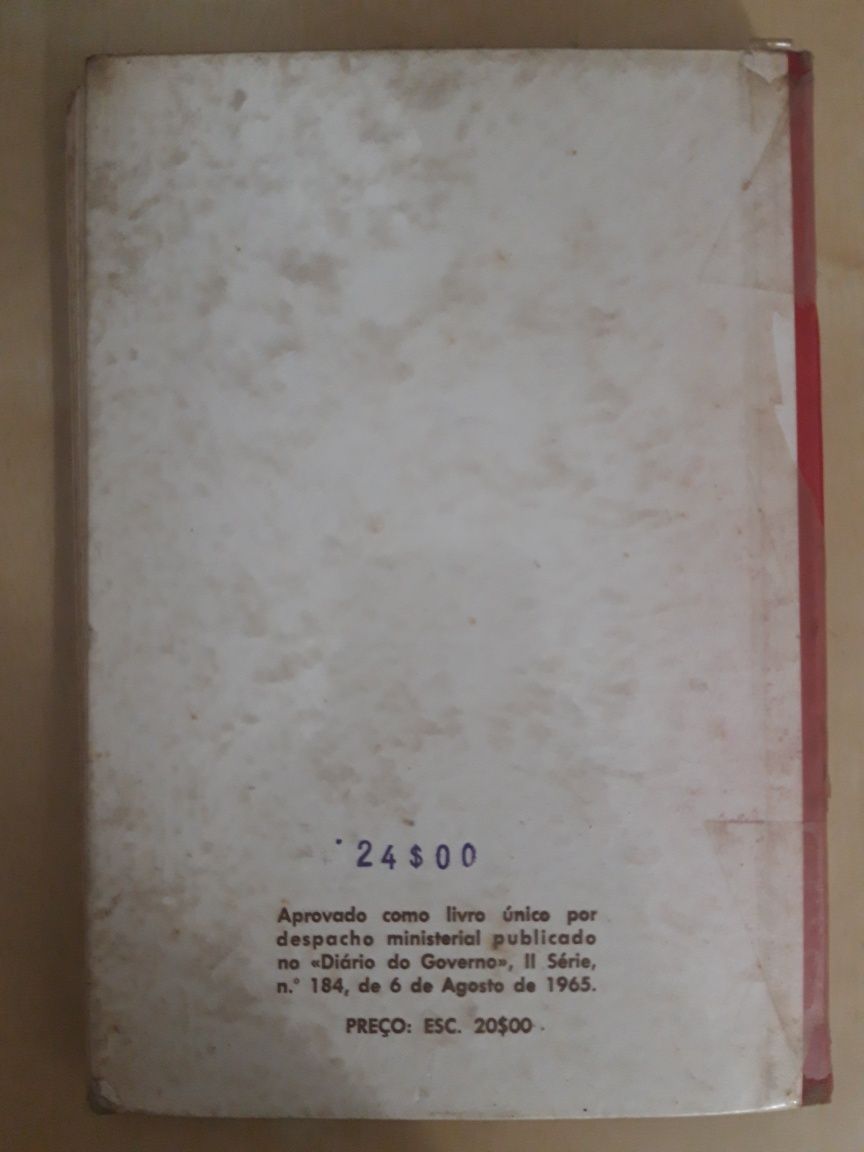 24$00
Aprovado como livro único por
despacho ministerial publicado
no «Diário do Governo», II Série,
n.º 184, de 6 de Agosto de 1965.
PREÇO: ESC. 20$00